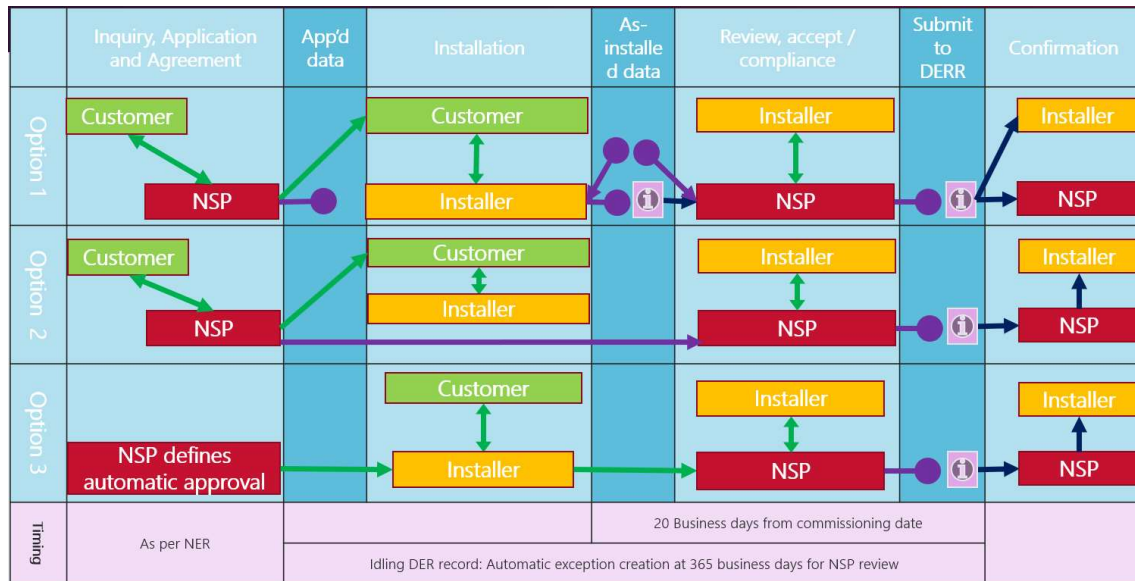 Inquiry, Application
and Agreement
App'd
data
Installation
As-
installe
d data
Review, accept /
compliance
Submit
to
DERR
Confirmation
Option 1
Customer
NSP
Customer
Installer
i
Installer
NSP
i
Installer
NSP
Option 2
Customer
NSP
Customer
Installer
Installer
NSP
i
Installer
NSP
Option 3
NSP defines
automatic approval
Customer
Installer
Installer
NSP
i
Installer
NSP
Timing
As per NER
20 Business days from commissioning date
Idling DER record: Automatic exception creation at 365 business days for NSP review